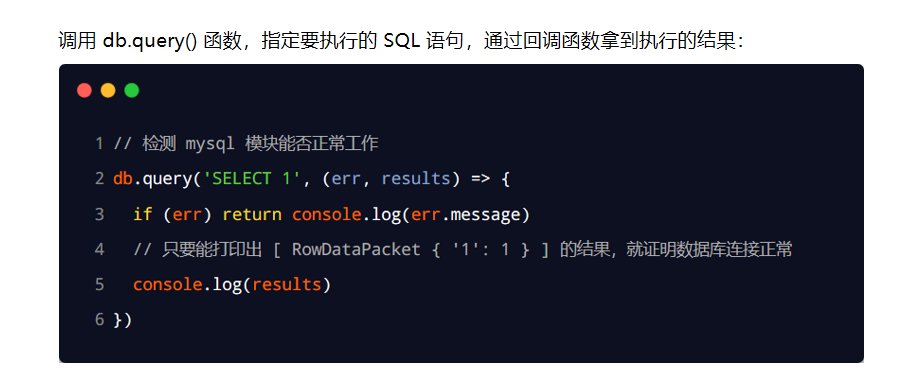 调用 db.query() 函数，指定要执行的 SQL 语句，通过回调函数拿到执行的结果：
1 // 检测 mysql 模块能否正常工作
2 db.query('SELECT 1', (err, results) => {
3   if (err) return console.log(err.message)
4   // 只要能打印出 [ RowDataPacket { '1': 1 } ] 的结果，就证明数据库连接正常
5   console.log(results)
6 })